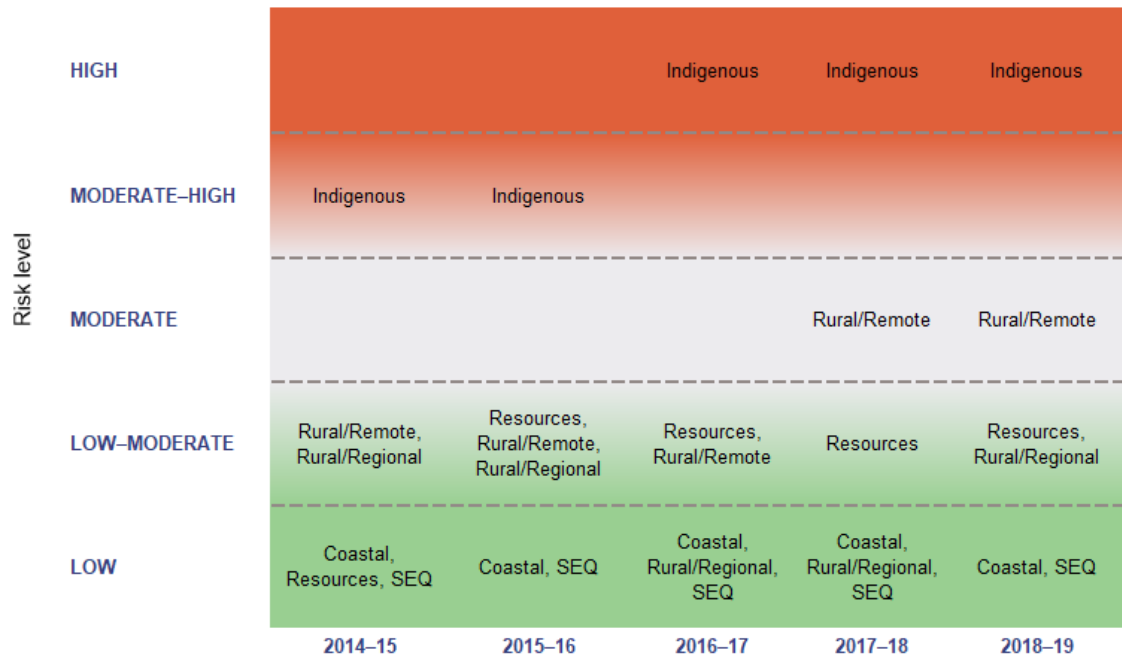 HIGH
Indigenous
Indigenous
Indigenous
MODERATE–HIGH
Indigenous
Indigenous
Risk level
MODERATE
Rural/Remote
Rural/Remote
LOW–MODERATE
Rural/Remote,
Rural/Regional
Resources,
Rural/Remote,
Rural/Regional
Resources,
Rural/Remote
Resources
Resources,
Rural/Regional
LOW
Coastal,
Resources, SEQ
Coastal, SEQ
Coastal,
Rural/Regional,
SEQ
Coastal,
Rural/Regional,
SEQ
Coastal, SEQ
2014–15
2015–16
2016–17
2017–18
2018–19